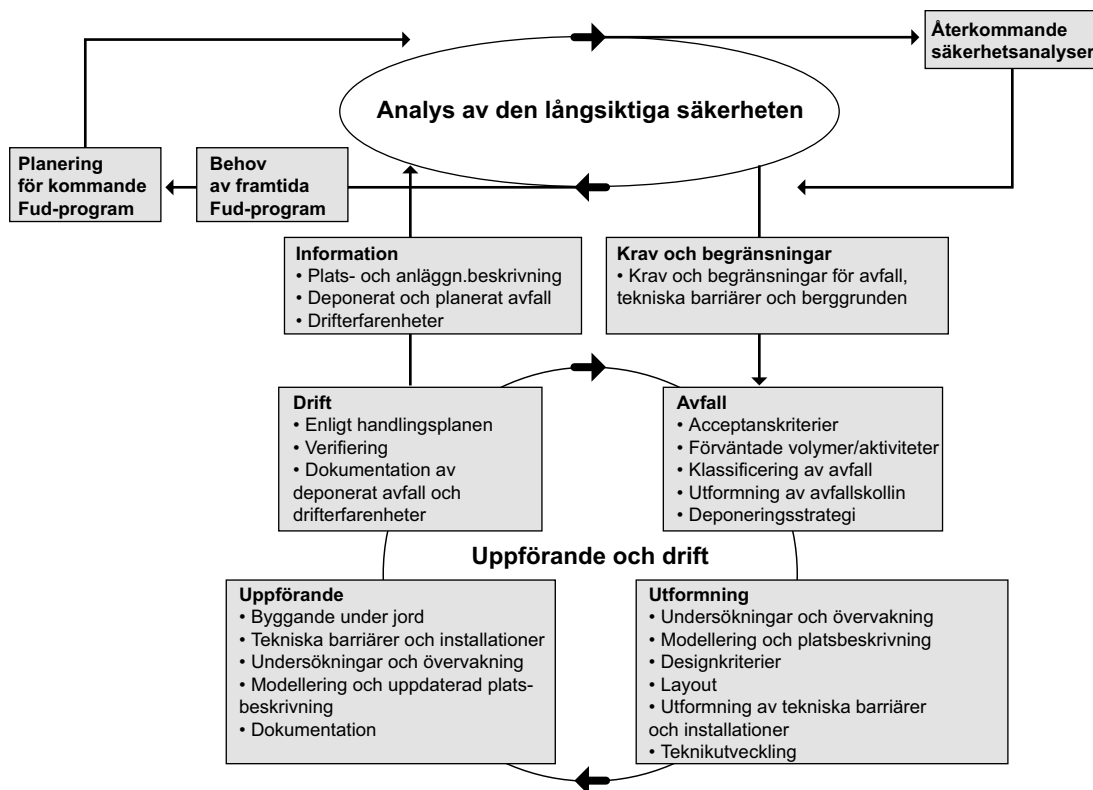 Återkommande
säkerhetsanalyser
Analys av den långsiktiga säkerheten
Planering
för kommande
Fud-program
Behov
av framtida
Fud-program
Information
• Plats- och anläggn.beskrivning
• Deponerat och planerat avfall
• Drifterfarenheter
Krav och begränsningar
• Krav och begränsningar för avfall,
tekniska barriärer och berggrunden
Drift
• Enligt handlingsplanen
• Verifiering
• Dokumentation av
deponerat avfall och
drifterfarenheter
Avfall
• Acceptanskriterier
• Förväntade volymer/aktiviteter
• Klassificering av avfall
• Utformning av avfallskollin
• Deponeringsstrategi
Uppförande och drift
Uppförande
• Byggande under jord
• Tekniska barriärer och installationer
• Undersökningar och övervakning
• Modellering och uppdaterad plats-
beskrivning
• Dokumentation
Utformning
• Undersökningar och övervakning
• Modellering och platsbeskrivning
• Designkriterier
• Layout
• Utformning av tekniska barriärer
och installationer
• Teknikutveckling